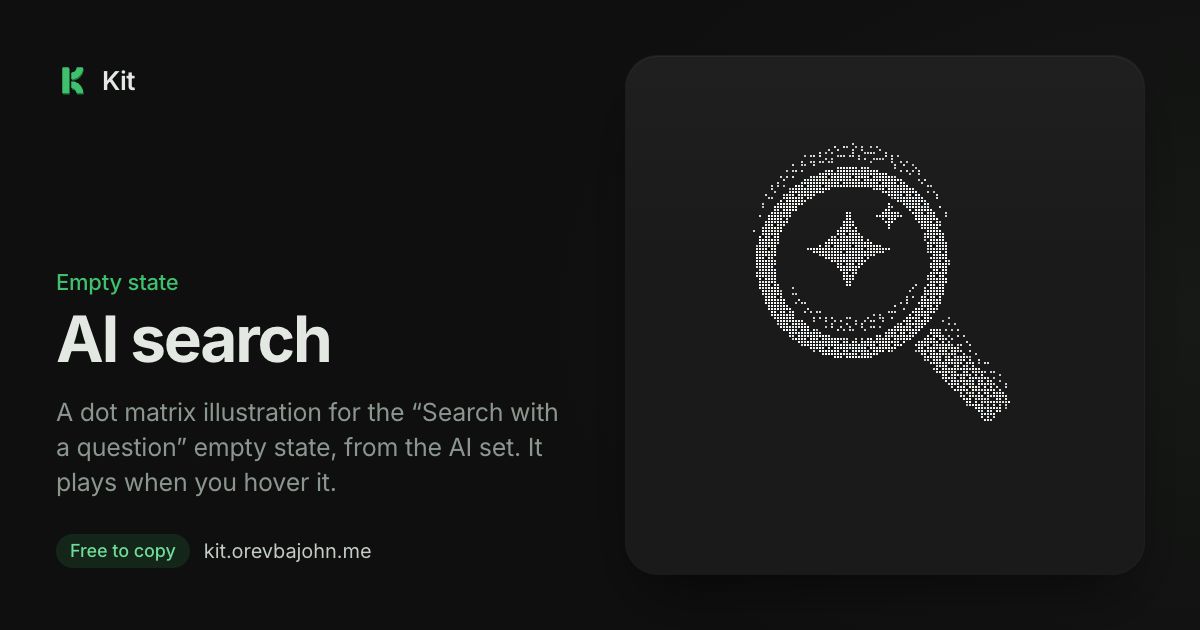 Kit
Empty state
AI search
A dot matrix illustration for the “Search with
a question” empty state, from the AI set. It
plays when you hover it.
Free to copy
kit.orevbajohn.me